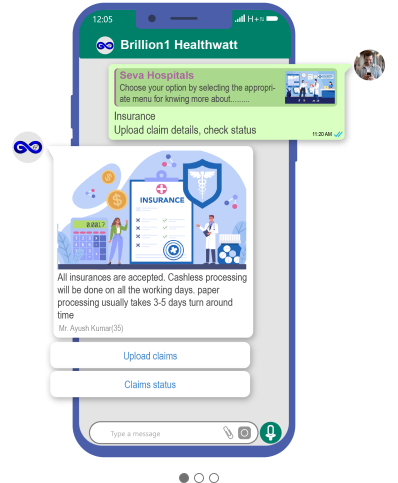 12:05
H+
Brillion1 Healthwatt
Seva Hospitals
Choose your option by selecting the appropri-
ate menu for knwing more about.........
Insurance
Upload claim details, check status
11:20 AM
INSURANCE
All insurances are accepted. Cashless processing
will be done on all the working days. paper
processing usually takes 3-5 days turn around
time
Mr. Ayush Kumar(35)
Upload claims
Claims status
Type a message